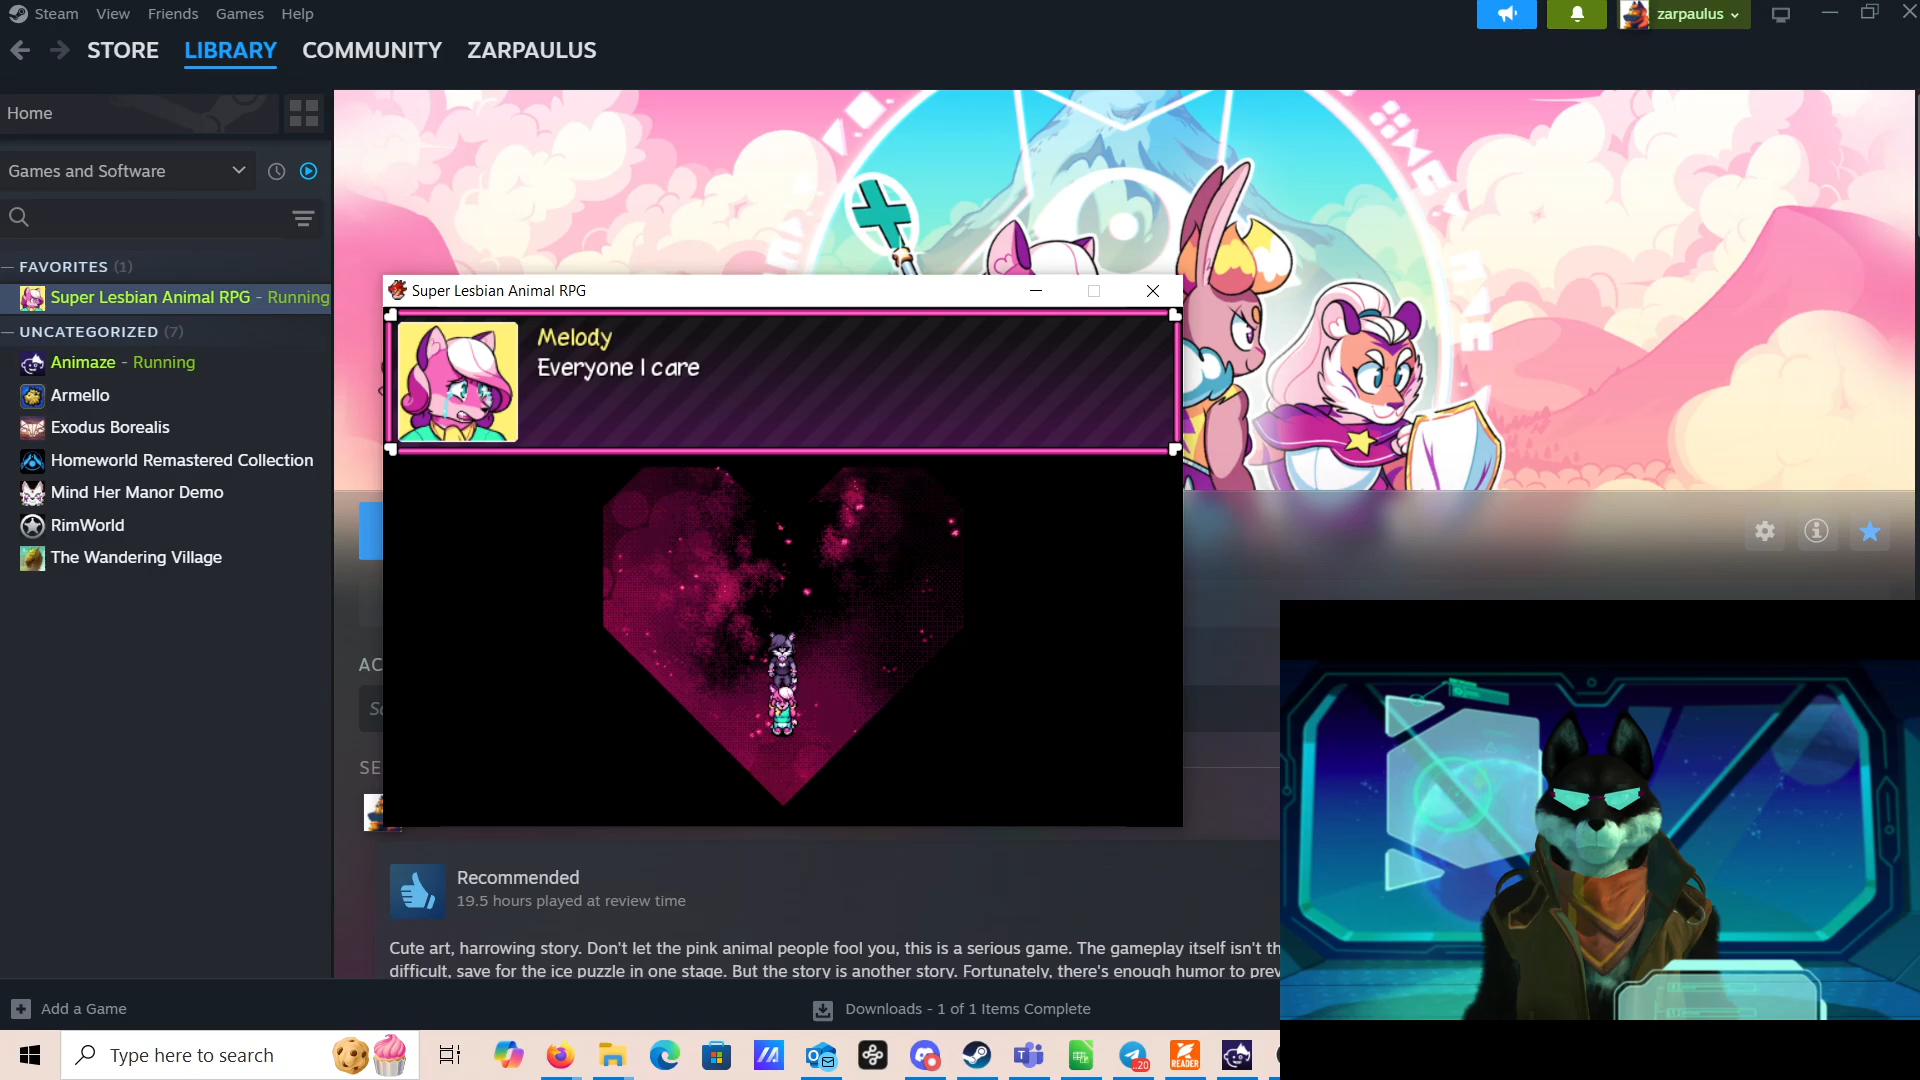 Steam View Friends Games Help
zarpaulus
STORE LIBRARY COMMUNITY ZARPAULUS
Home
Games and Software
FAVORITES (1)
Super Lesbian Animal RPG - Running
UNCATEGORIZED (7)
Animaze - Running
Armello
Exodus Borealis
Homeworld Remastered Collection
Mind Her Manor Demo
RimWorld
The Wandering Village
Super Lesbian Animal RPG
Melody
Everyone I care
AC
SE
Recommended
19.5 hours played at review time
Cute art, harrowing story. Don't let the pink animal people fool you, this is a serious game. The gameplay itself isn't
difficult, save for the ice puzzle in one stage. But the story is another story. Fortunately, there's enough humor to
Add a Game
Downloads - 1 of 1 Items Complete
Type here to search
20
READER